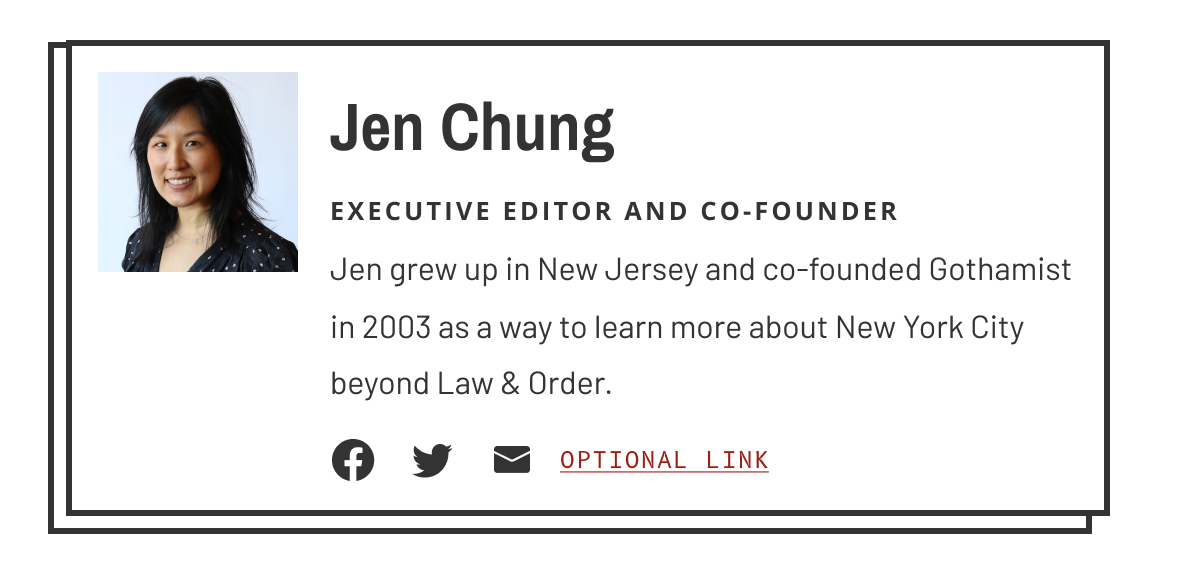 Jen Chung
EXECUTIVE EDITOR AND CO-FOUNDER
Jen grew up in New Jersey and co-founded Gothamist
in 2003 as a way to learn more about New York City
beyond Law & Order.
OPTIONAL LINK